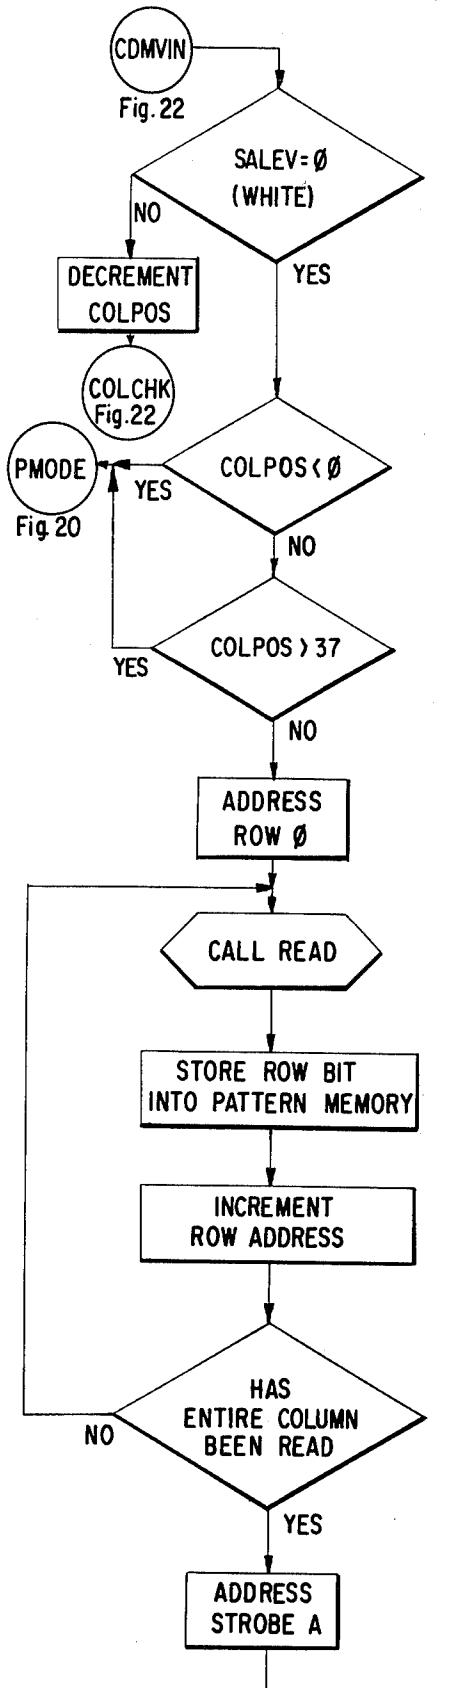 CDMVIN
Fig. 22
SALEV=Ø
(WHITE)
NO
YES
DECREMENT
COLPOS
COLCHK
Fig. 22
COLPOS<Ø
PMODE
YES
Fig. 20
NO
COLPOS>37
YES
NO
ADDRESS
ROW Ø
CALL READ
STORE ROW BIT
INTO PATTERN MEMORY
INCREMENT
ROW ADDRESS
HAS
ENTIRE COLUMN
BEEN READ
NO
YES
ADDRESS
STROBE A